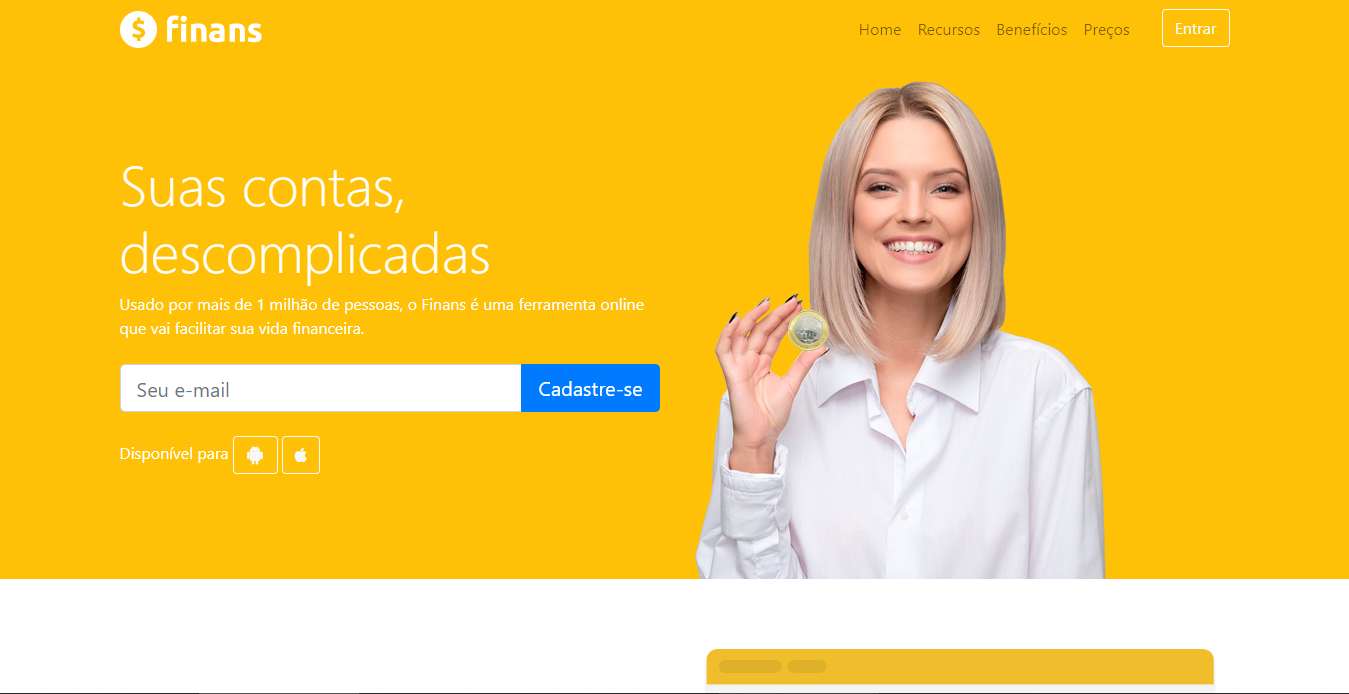 finans
Home Recursos Benefícios Preços Entrar
Suas contas,
descomplicadas
Usado por mais de 1 milhão de pessoas, o Finans é uma ferramenta online
que vai facilitar sua vida financeira.
Seu e-mail Cadastre-se
Disponível para